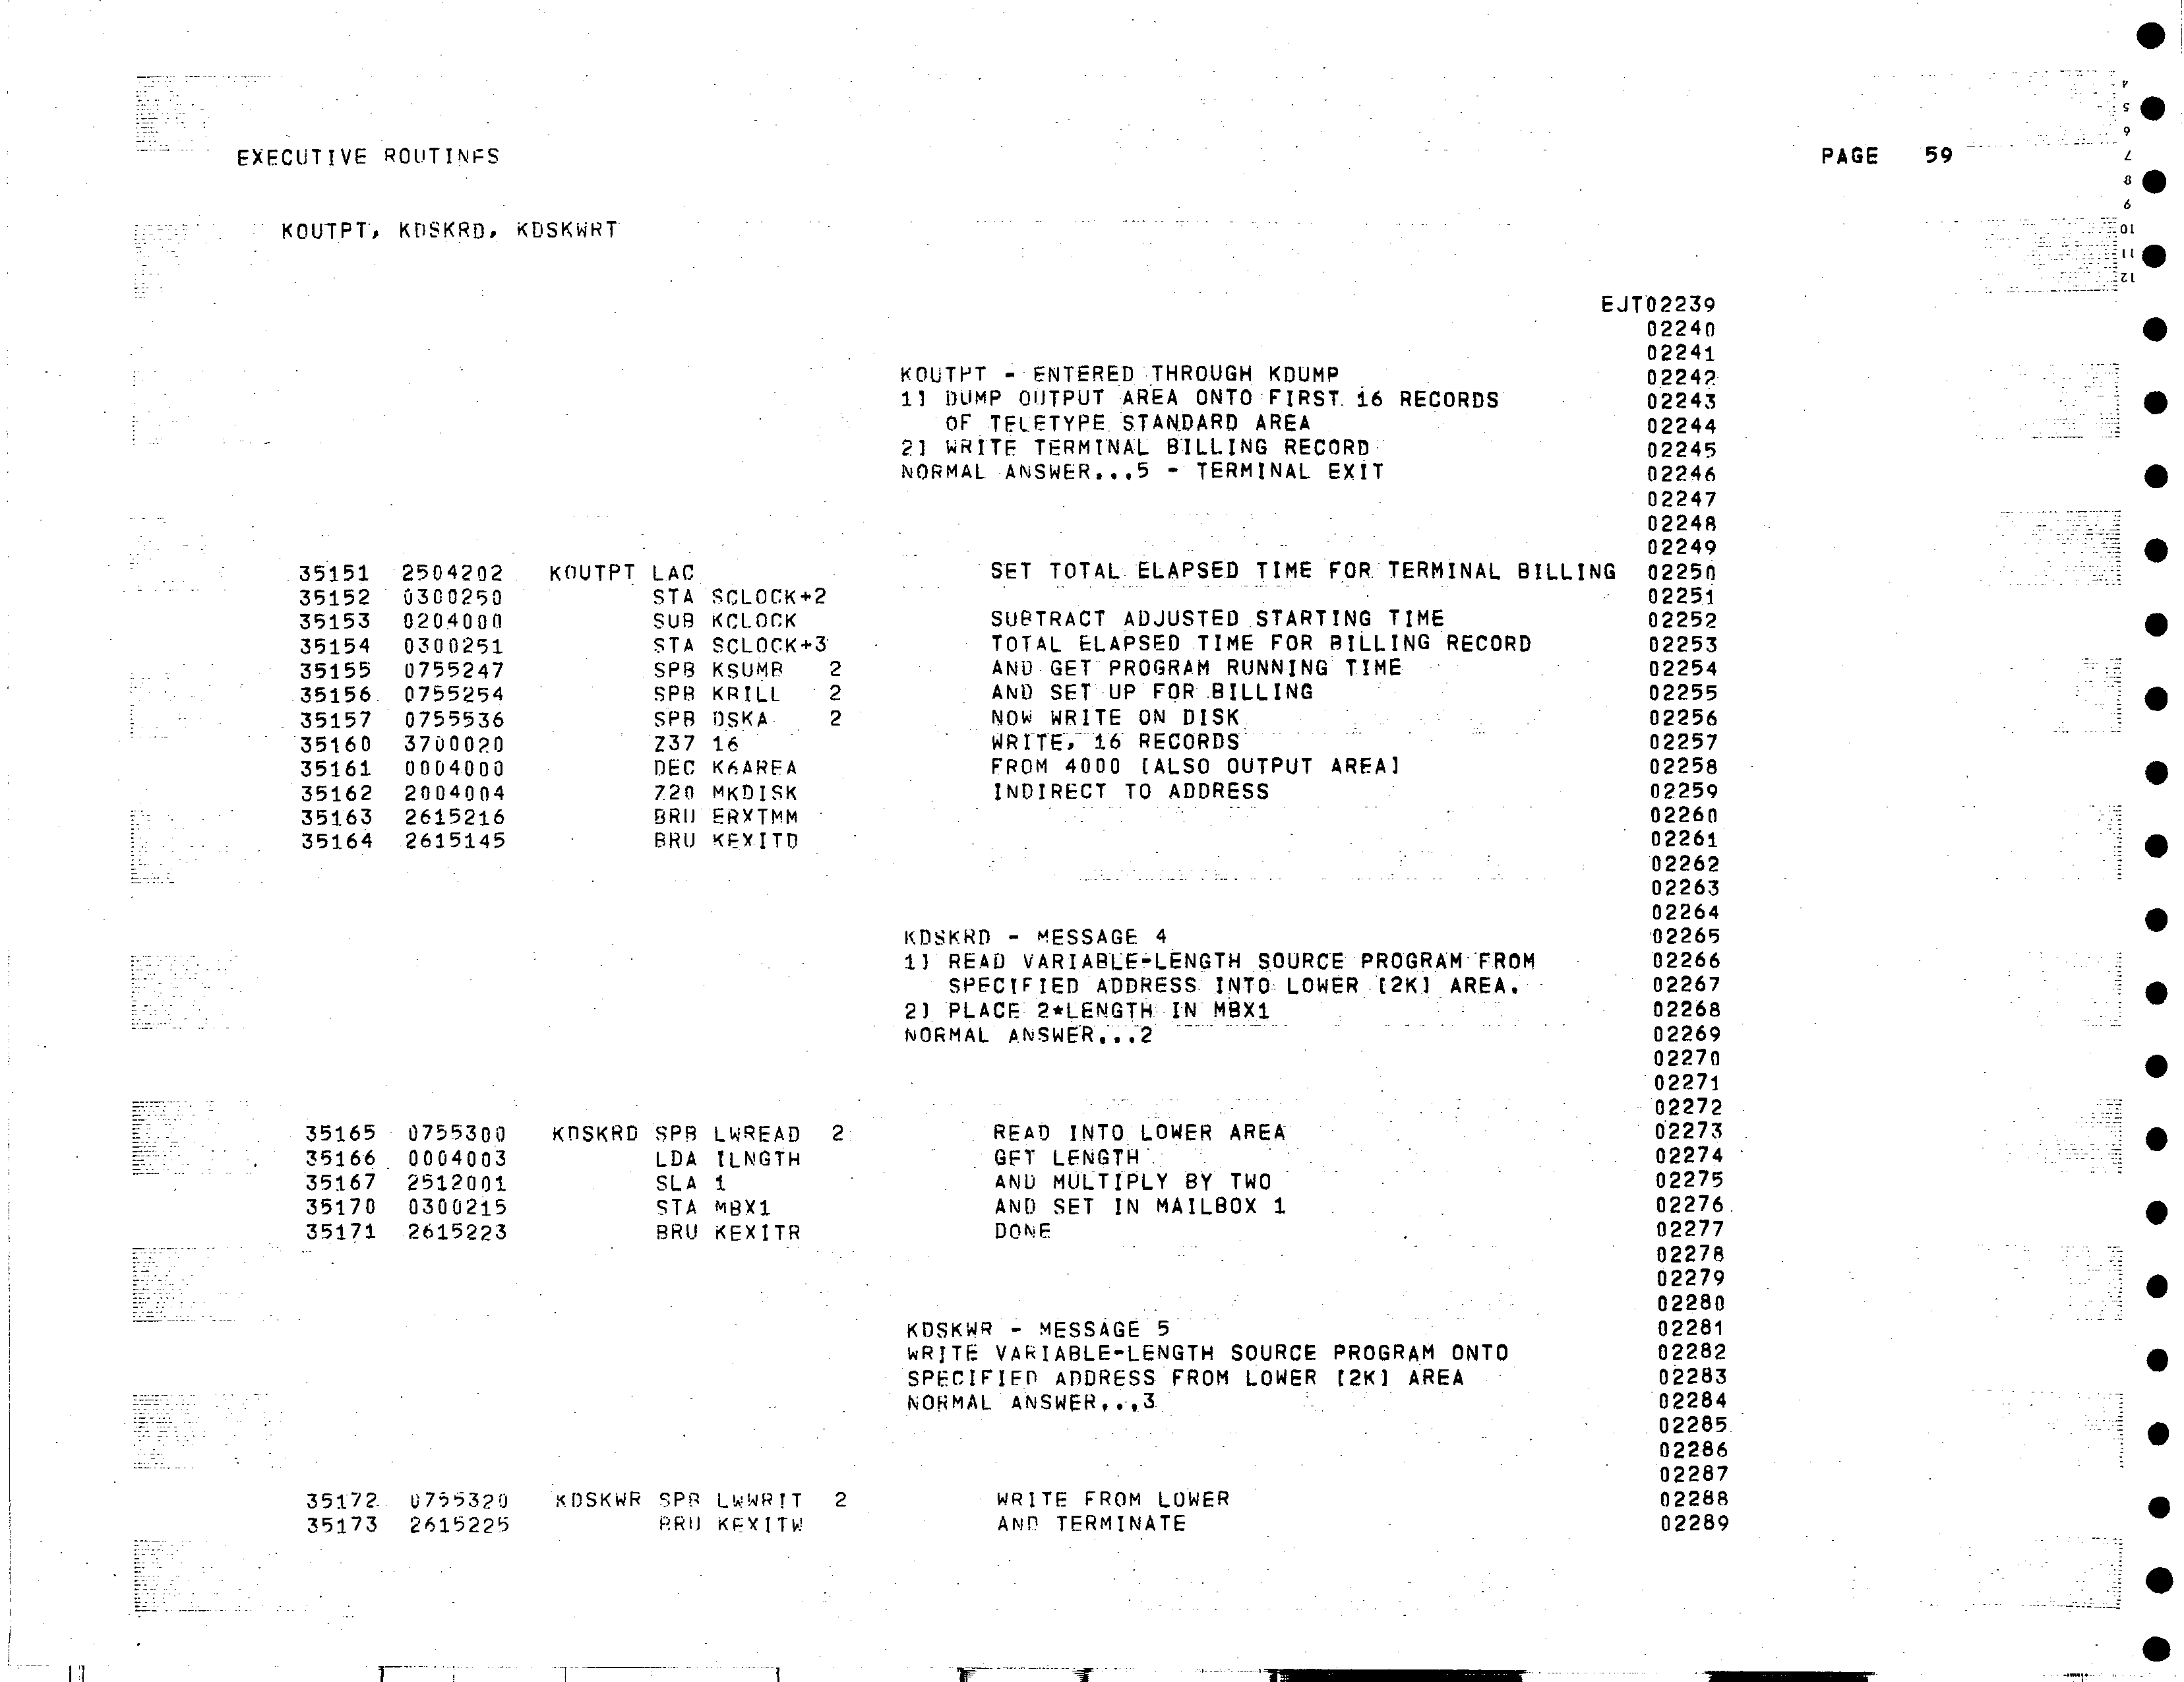 EXECUTIVE ROUTINES PAGE 59
KOUTPT, KDSKRD, KDSKWRT
EJT02239
02240
02241
KOUTPT - ENTERED THROUGH KDUMP 02242
1] DUMP OUTPUT AREA ONTO FIRST 16 RECORDS 02243
OF TELETYPE STANDARD AREA 02244
2] WRITE TERMINAL BILLING RECORD 02245
NORMAL ANSWER...5 - TERMINAL EXIT 02246
02247
02248
02249
35151 2504202 KOUTPT LAC SET TOTAL ELAPSED TIME FOR TERMINAL BILLING 02250
35152 0300250 STA SCLOCK+2 02251
35153 0204000 SUB KCLOCK SUBTRACT ADJUSTED STARTING TIME 02252
35154 0300251 STA SCLOCK+3 TOTAL ELAPSED TIME FOR BILLING RECORD 02253
35155 0755247 SPB KSUMB 2 AND GET PROGRAM RUNNING TIME 02254
35156 0755254 SPB KBILL 2 AND SET UP FOR BILLING 02255
35157 0755536 SPB DSKA 2 NOW WRITE ON DISK 02256
35160 3700020 Z37 16 WRITE, 16 RECORDS 02257
35161 0004000 DEC K6AREA FROM 4000 [ALSO OUTPUT AREA] 02258
35162 2004004 Z20 MKDISK INDIRECT TO ADDRESS 02259
35163 2615216 BRU ERXTMM 02260
35164 2615145 BRU KEXITD 02261
02262
02263
02264
KDSKRD - MESSAGE 4 02265
1] READ VARIABLE-LENGTH SOURCE PROGRAM FROM 02266
SPECIFIED ADDRESS INTO LOWER [2K] AREA. 02267
2] PLACE 2*LENGTH IN MBX1 02268
NORMAL ANSWER...2 02269
02270
02271
02272
35165 0755300 KDSKRD SPB LWREAD 2 READ INTO LOWER AREA 02273
35166 0004003 LDA ILNGTH GET LENGTH 02274
35167 2512001 SLA 1 AND MULTIPLY BY TWO 02275
35170 0300215 STA MBX1 AND SET IN MAILBOX 1 02276
35171 2615223 BRU KEXITR DONE 02277
02278
02279
02280
KDSKWR - MESSAGE 5 02281
WRITE VARIABLE-LENGTH SOURCE PROGRAM ONTO 02282
SPECIFIED ADDRESS FROM LOWER [2K] AREA 02283
NORMAL ANSWER...3 02284
02285
02286
02287
35172 0755320 KDSKWR SPB LWWRIT 2 WRITE FROM LOWER 02288
35173 2615225 BRU KEXITW AND TERMINATE 02289
4
5
6
7
8
9
10
11
12